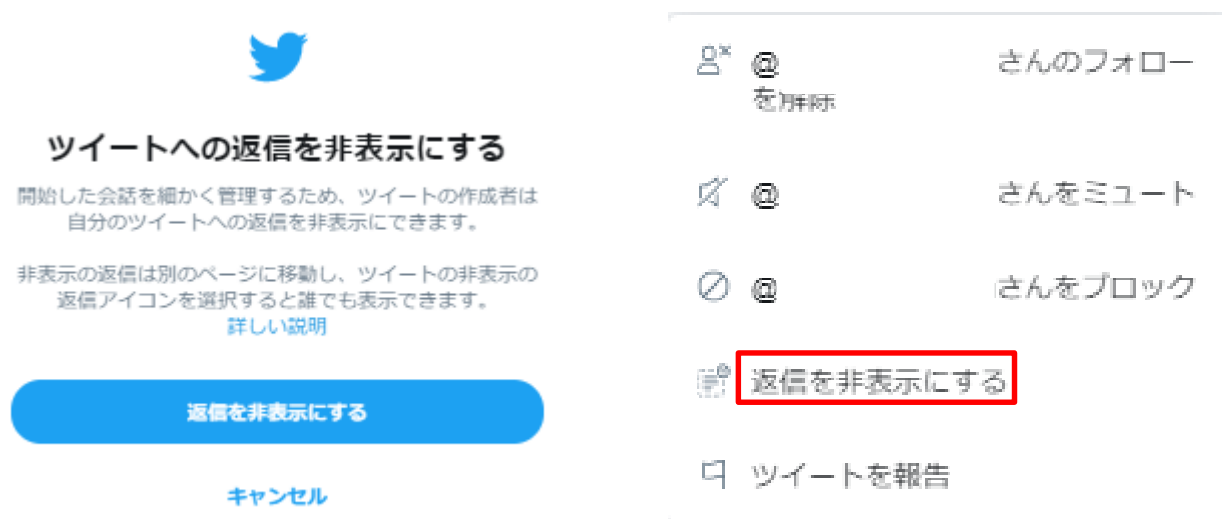 ツイートへの返信を非表示にする
開始した会話を細かく管理するため、ツイートの作成者は
自分のツイートへの返信を非表示にできます。
非表示の返信は別のページに移動し、ツイートの非表示の
返信アイコンを選択すると誰でも表示できます。
詳しい説明
返信を非表示にする
キャンセル
@ さんのフォロー
を解除
@ さんをミュート
@ さんをブロック
返信を非表示にする
ツイートを報告